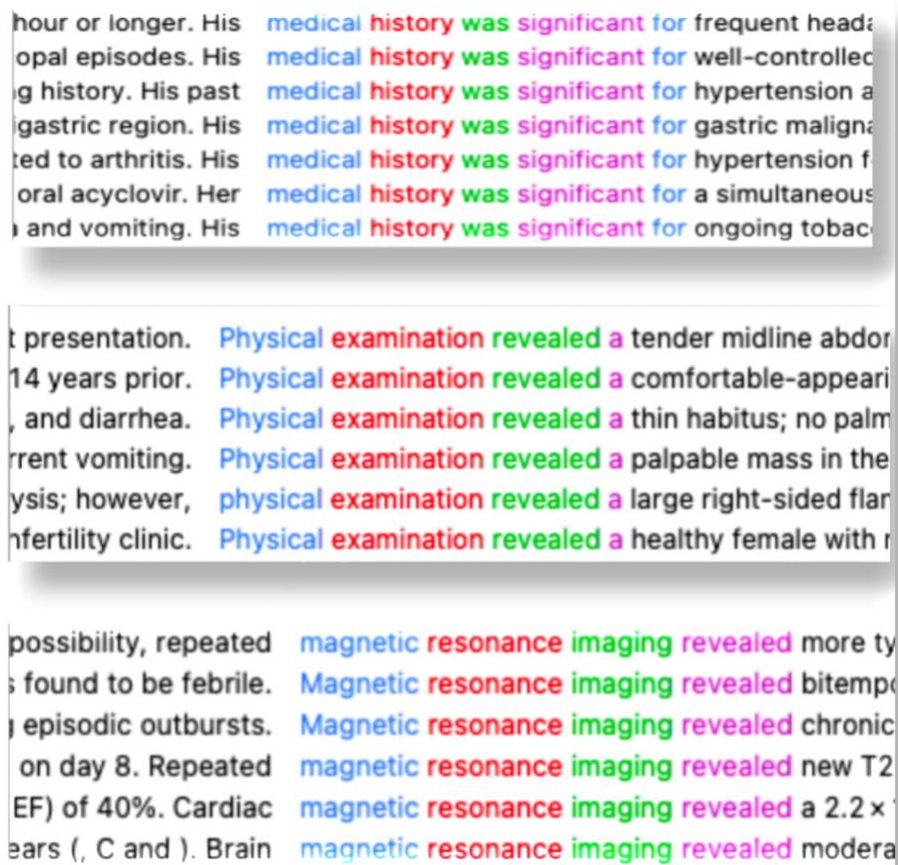 hour or longer. His medical history was significant for frequent heada
opal episodes. His medical history was significant for well-controlled
g history. His past medical history was significant for hypertension a
igastric region. His medical history was significant for gastric maligna
ted to arthritis. His medical history was significant for hypertension f
oral acyclovir. Her medical history was significant for a simultaneous
and vomiting. His medical history was significant for ongoing tobac
t presentation. Physical examination revealed a tender midline abdor
14 years prior. Physical examination revealed a comfortable-appeari
, and diarrhea. Physical examination revealed a thin habitus; no palm
rrent vomiting. Physical examination revealed a palpable mass in the
ysis; however, physical examination revealed a large right-sided flan
nfertility clinic. Physical examination revealed a healthy female with r
possibility, repeated magnetic resonance imaging revealed more ty
s found to be febrile. Magnetic resonance imaging revealed bitempo
g episodic outbursts. Magnetic resonance imaging revealed chronic
on day 8. Repeated magnetic resonance imaging revealed new T2
EF) of 40%. Cardiac magnetic resonance imaging revealed a 2.2×
ears (, C and ). Brain magnetic resonance imaging revealed modera